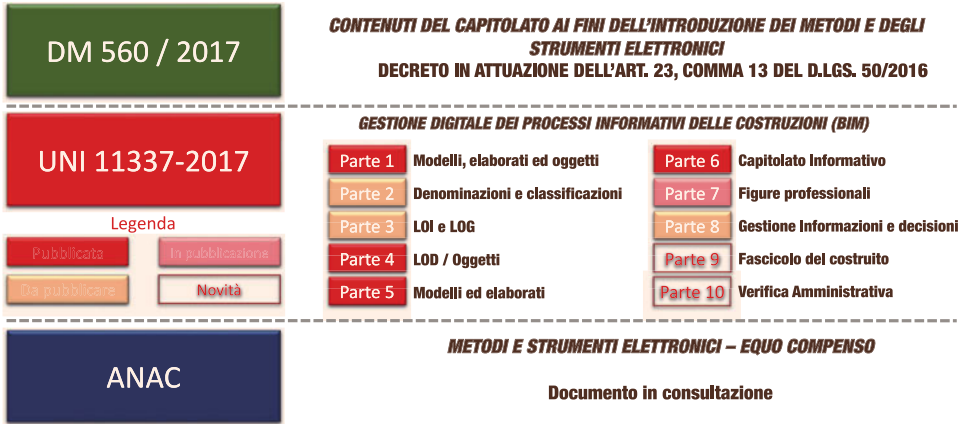 DM 560 / 2017
CONTENUTI DEL CAPITOLATO AI FINI DELL'INTRODUZIONE DEI METODI E DEGLI
STRUMENTI ELETTRONICI
DECRETO IN ATTUAZIONE DELL'ART. 23, COMMA 13 DEL D.LGS. 50/2016
UNI 11337-2017
GESTIONE DIGITALE DEI PROCESSI INFORMATIVI DELLE COSTRUZIONI (BIM)
Parte 1 Modelli, elaborati ed oggetti
Parte 2 Denominazioni e classificazioni
Parte 3 LOI e LOG
Parte 4 LOD / Oggetti
Parte 5 Modelli ed elaborati
Parte 6 Capitolato Informativo
Parte 7 Figure professionali
Parte 8 Gestione Informazioni e decisioni
Parte 9 Fascicolo del costruito
Parte 10 Verifica Amministrativa
Legenda
Pubblicata
In pubblicazione
Da pubblicare
Novità
ANAC
METODI E STRUMENTI ELETTRONICI – EQUO COMPENSO
Documento in consultazione